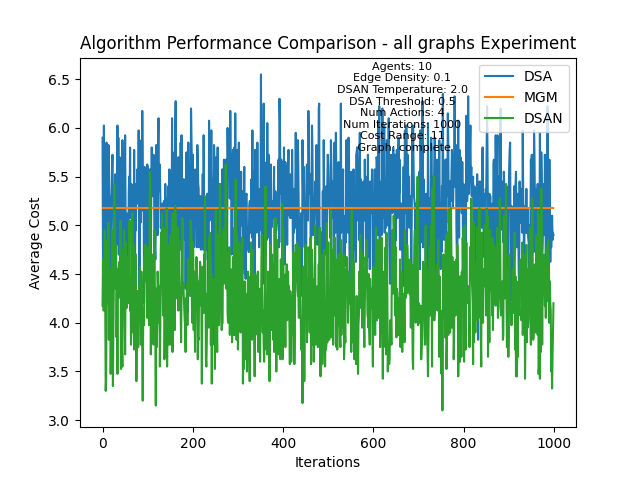 Algorithm Performance Comparison - all graphs Experiment
Agents: 10
Edge Density: 0.1
DSAN Temperature: 2.0
DSA Threshold: 0.5
Num Actions: 4
Num Iterations: 1000
Cost Range: 11
Graph: complete
DSA
MGM
DSAN
Average Cost
6.5
6.0
5.5
5.0
4.5
4.0
3.5
3.0
0 200 400 600 800 1000
Iterations